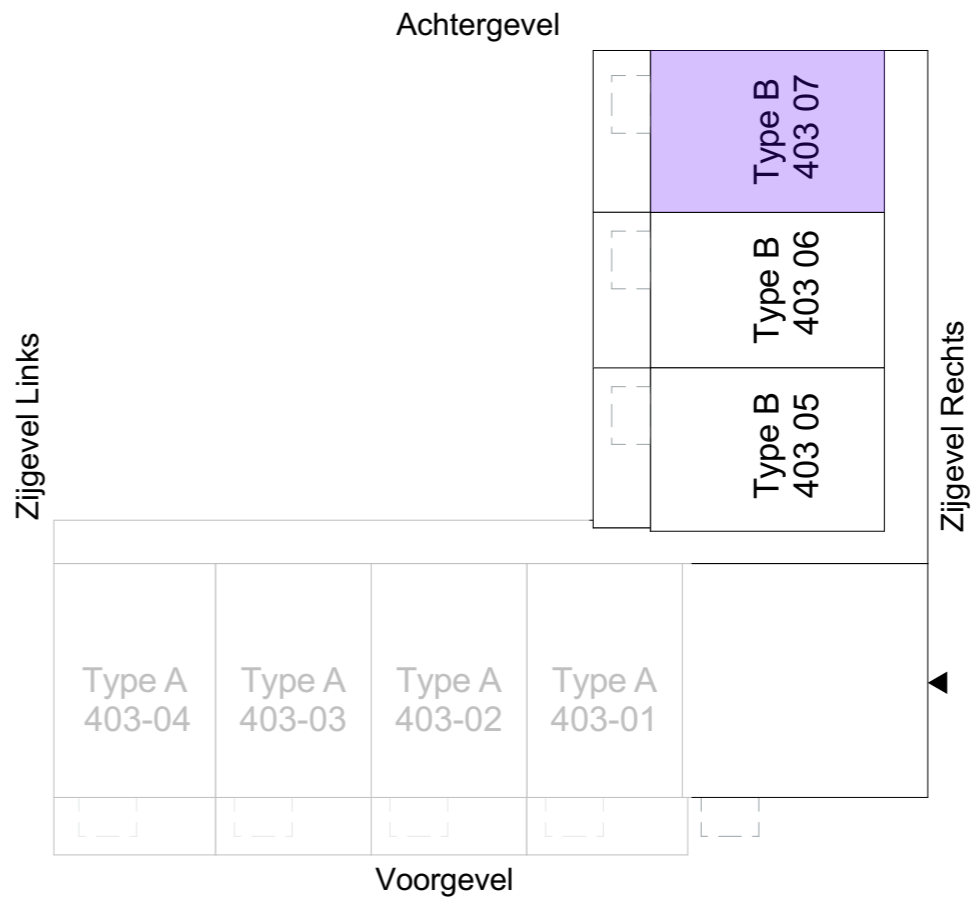 Achtergevel
Type B
403 07
Type B
403 06
Type B
403 05
Zijgevel Links
Zijgevel Rechts
Type A
403-04
Type A
403-03
Type A
403-02
Type A
403-01
Voorgevel